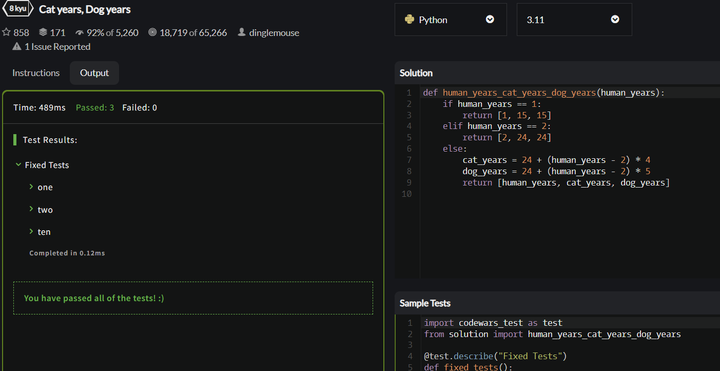 8 kyu Cat years, Dog years
858 171 92% of 5,260 18,719 of 65,266 dinglemouse
1 Issue Reported
Instructions Output
Time: 489ms Passed: 3 Failed: 0
Test Results:
Fixed Tests
one
two
ten
Completed in 0.12ms
You have passed all of the tests! :)
Python 3.11
Solution
1 def human_years_cat_years_dog_years(human_years):
2 if human_years == 1:
3 return [1, 15, 15]
4 elif human_years == 2:
5 return [2, 24, 24]
6 else:
7 cat_years = 24 + (human_years - 2) * 4
8 dog_years = 24 + (human_years - 2) * 5
9 return [human_years, cat_years, dog_years]
10
Sample Tests
1 import codewars_test as test
2 from solution import human_years_cat_years_dog_years
3
4 @test.describe("Fixed Tests")
5 def fixed_tests():